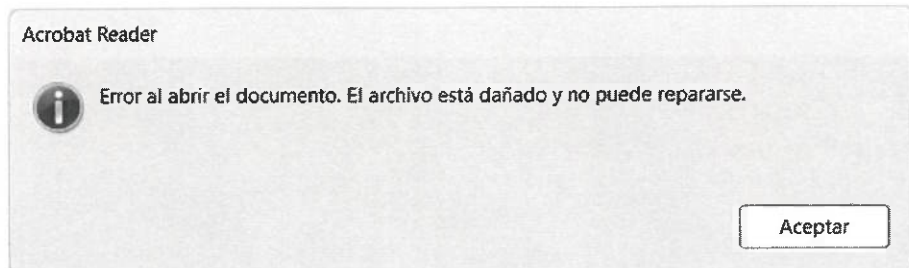 Acrobat Reader
Error al abrir el documento. El archivo está dañado y no puede repararse.
Aceptar